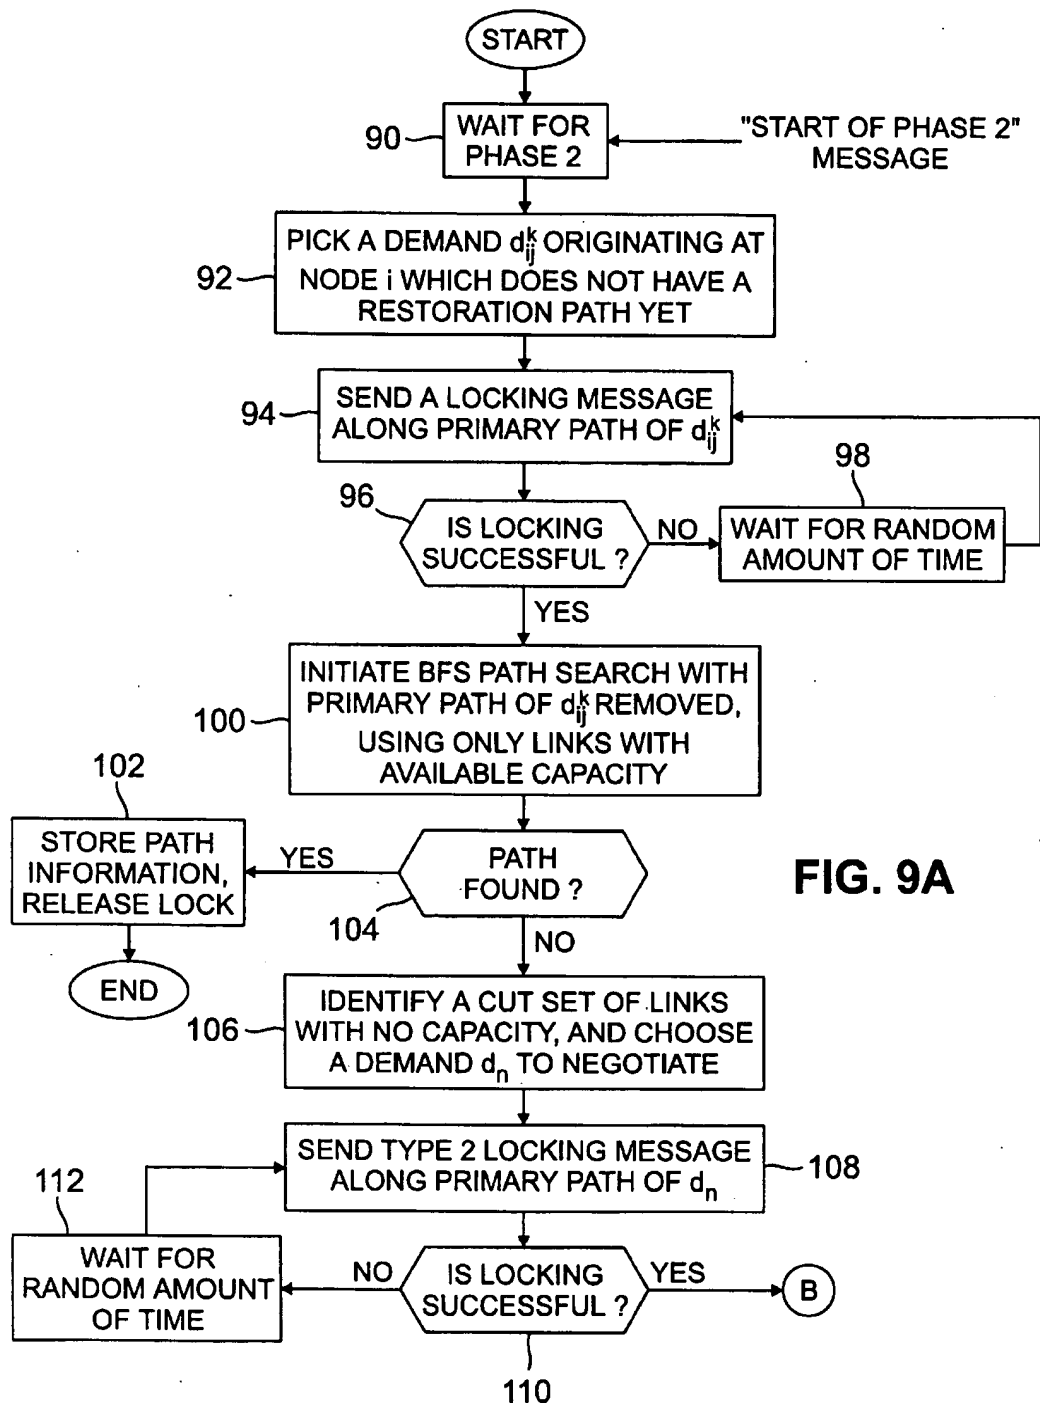 START
90
WAIT FOR
PHASE 2
"START OF PHASE 2"
MESSAGE
92
PICK A DEMAND d^k_ij ORIGINATING AT
NODE i WHICH DOES NOT HAVE A
RESTORATION PATH YET
94
SEND A LOCKING MESSAGE
ALONG PRIMARY PATH OF d^k_ij
96
IS LOCKING
SUCCESSFUL ?
NO
98
WAIT FOR RANDOM
AMOUNT OF TIME
YES
100
INITIATE BFS PATH SEARCH WITH
PRIMARY PATH OF d^k_ij REMOVED,
USING ONLY LINKS WITH
AVAILABLE CAPACITY
102
STORE PATH
INFORMATION,
RELEASE LOCK
YES
PATH
FOUND ?
104
FIG. 9A
NO
END
106
IDENTIFY A CUT SET OF LINKS
WITH NO CAPACITY, AND CHOOSE
A DEMAND d_n TO NEGOTIATE
SEND TYPE 2 LOCKING MESSAGE
ALONG PRIMARY PATH OF d_n
108
112
WAIT FOR
RANDOM AMOUNT
OF TIME
NO
IS LOCKING
SUCCESSFUL ?
YES
B
110